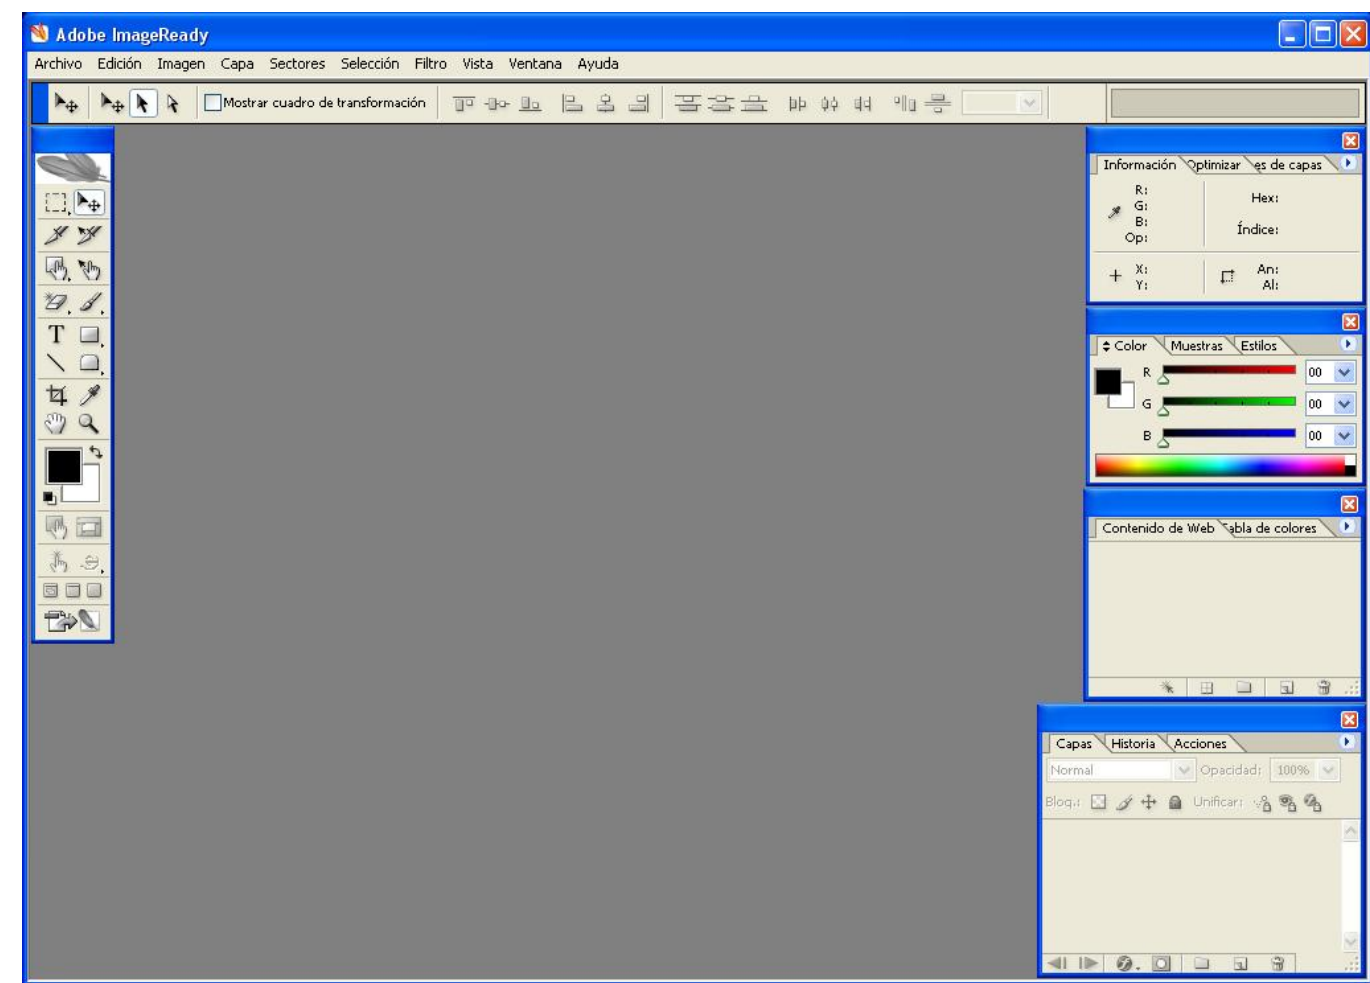 Adobe ImageReady
Archivo Edición Imagen Capa Sectores Selección Filtro Vista Ventana Ayuda
Mostrar cuadro de transformación
Información Optimizar es de capas
R:
G:
B:
Op:
Hex:
Índice:
X:
Y:
An:
Al:
T
Color Muestras Estilos
R 00
G 00
B 00
Contenido de Web Tabla de colores
Capas Historia Acciones
Normal Opacidad: 100%
Bloq.: Unificar: